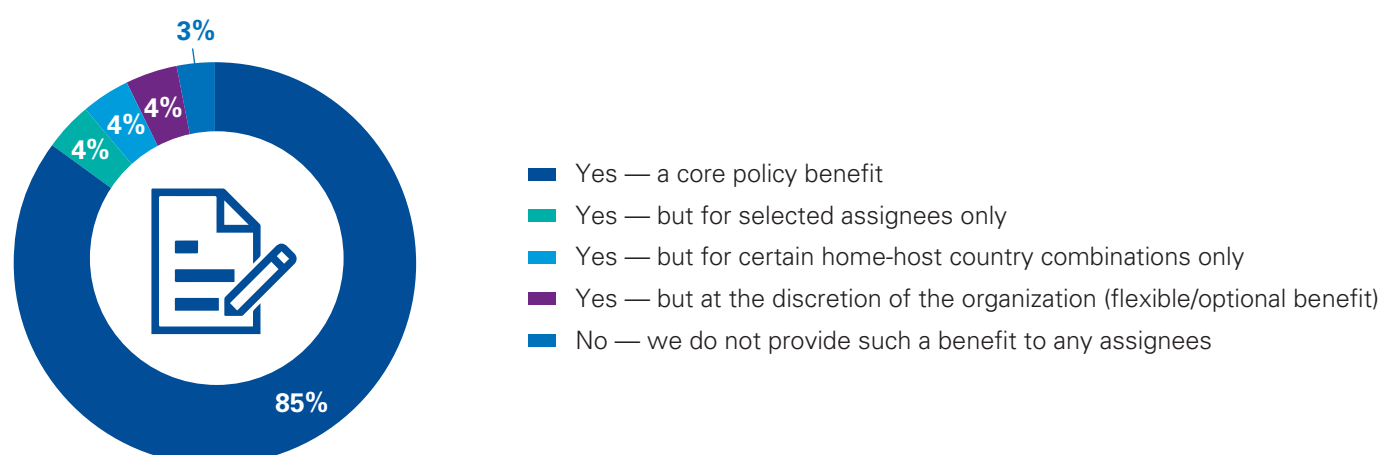 3%
4%
4%
4%
85%
Yes — a core policy benefit
Yes — but for selected assignees only
Yes — but for certain home-host country combinations only
Yes — but at the discretion of the organization (flexible/optional benefit)
No — we do not provide such a benefit to any assignees